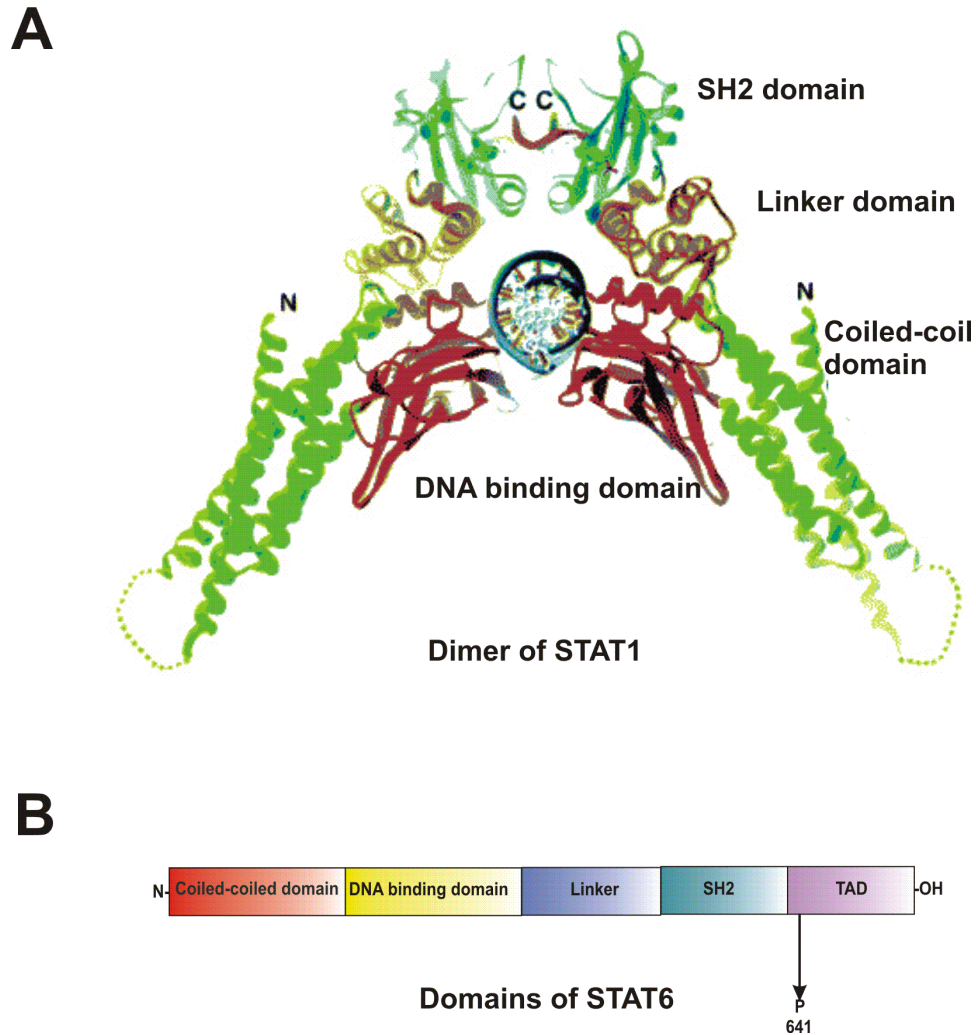 A
SH2 domain
C C
Linker domain
N
N
Coiled-coil
domain
DNA binding domain
Dimer of STAT1
B
N- Coiled-coiled domain DNA binding domain Linker SH2 TAD -OH
P
Domains of STAT6
641